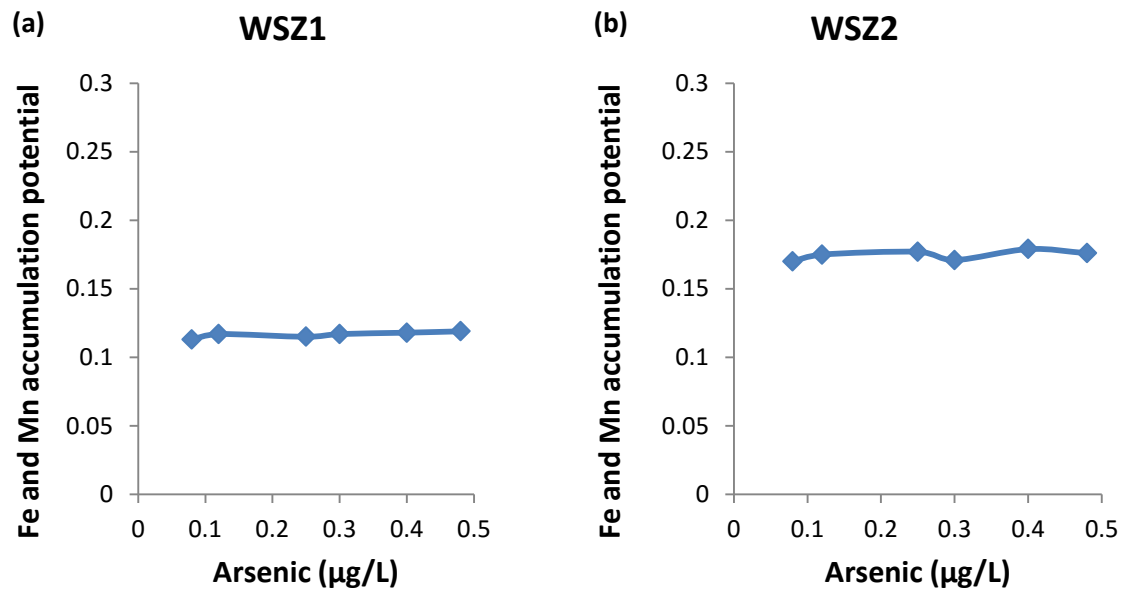 (a)
WSZ1
Fe and Mn accumulation potential
0.3
0.25
0.2
0.15
0.1
0.05
0
0 0.1 0.2 0.3 0.4 0.5
Arsenic (µg/L)
(b)
WSZ2
Fe and Mn accumulation potential
0.3
0.25
0.2
0.15
0.1
0.05
0
0 0.1 0.2 0.3 0.4 0.5
Arsenic (µg/L)